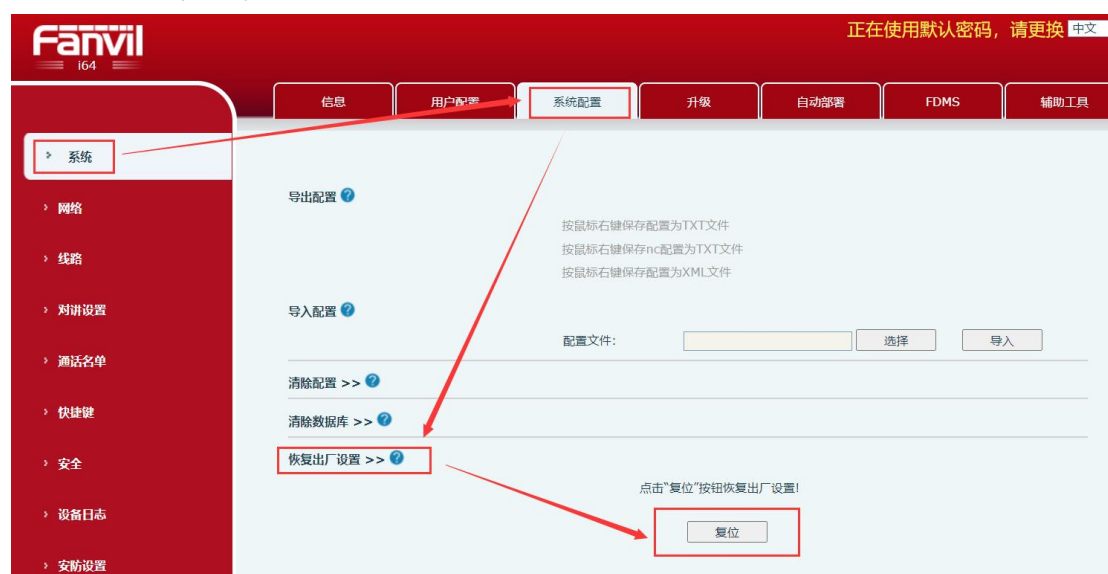 正在使用默认密码，请更换 中文
Fanvil
i64
信息 用户配置 系统配置 升级 自动部署 FDMS 辅助工具
› 系统
› 网络
› 线路
› 对讲设置
› 通话名单
› 快捷键
› 安全
› 设备日志
› 安防设置
导出配置 ?
按鼠标右键保存配置为TXT文件
按鼠标右键保存nc配置为TXT文件
按鼠标右键保存配置为XML文件
导入配置 ?
配置文件: 选择 导入
清除配置 >> ?
清除数据库 >> ?
恢复出厂设置 >> ?
点击"复位"按钮恢复出厂设置!
复位